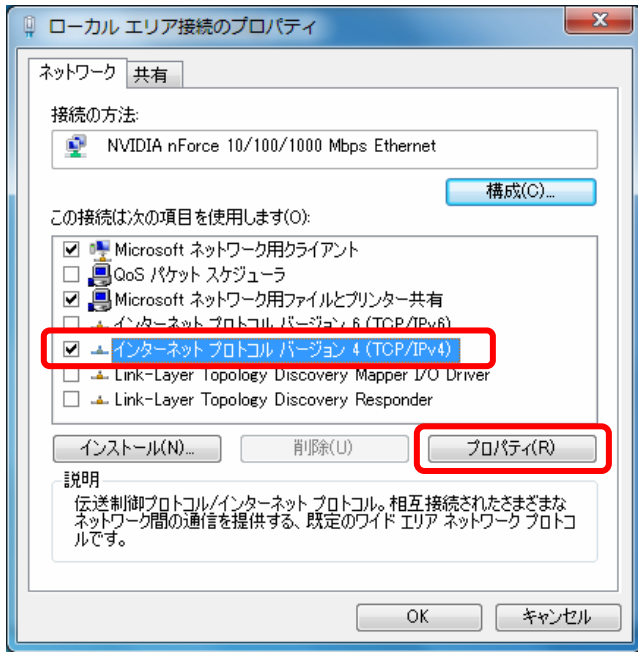 ローカル エリア接続のプロパティ
ネットワーク
共有
接続の方法:
NVIDIA nForce 10/100/1000 Mbps Ethernet
構成(C)...
この接続は次の項目を使用します(O):
Microsoft ネットワーク用クライアント
QoS パケット スケジューラ
Microsoft ネットワーク用ファイルとプリンター共有
インターネット プロトコル バージョン 6 (TCP/IPv6)
インターネット プロトコル バージョン 4 (TCP/IPv4)
Link-Layer Topology Discovery Mapper I/O Driver
Link-Layer Topology Discovery Responder
インストール(N)...
削除(U)
プロパティ(R)
説明
伝送制御プロトコル/インターネット プロトコル。相互接続されたさまざまな
ネットワーク間の通信を提供する、既定のワイド エリア ネットワーク プロトコ
ルです。
OK
キャンセル